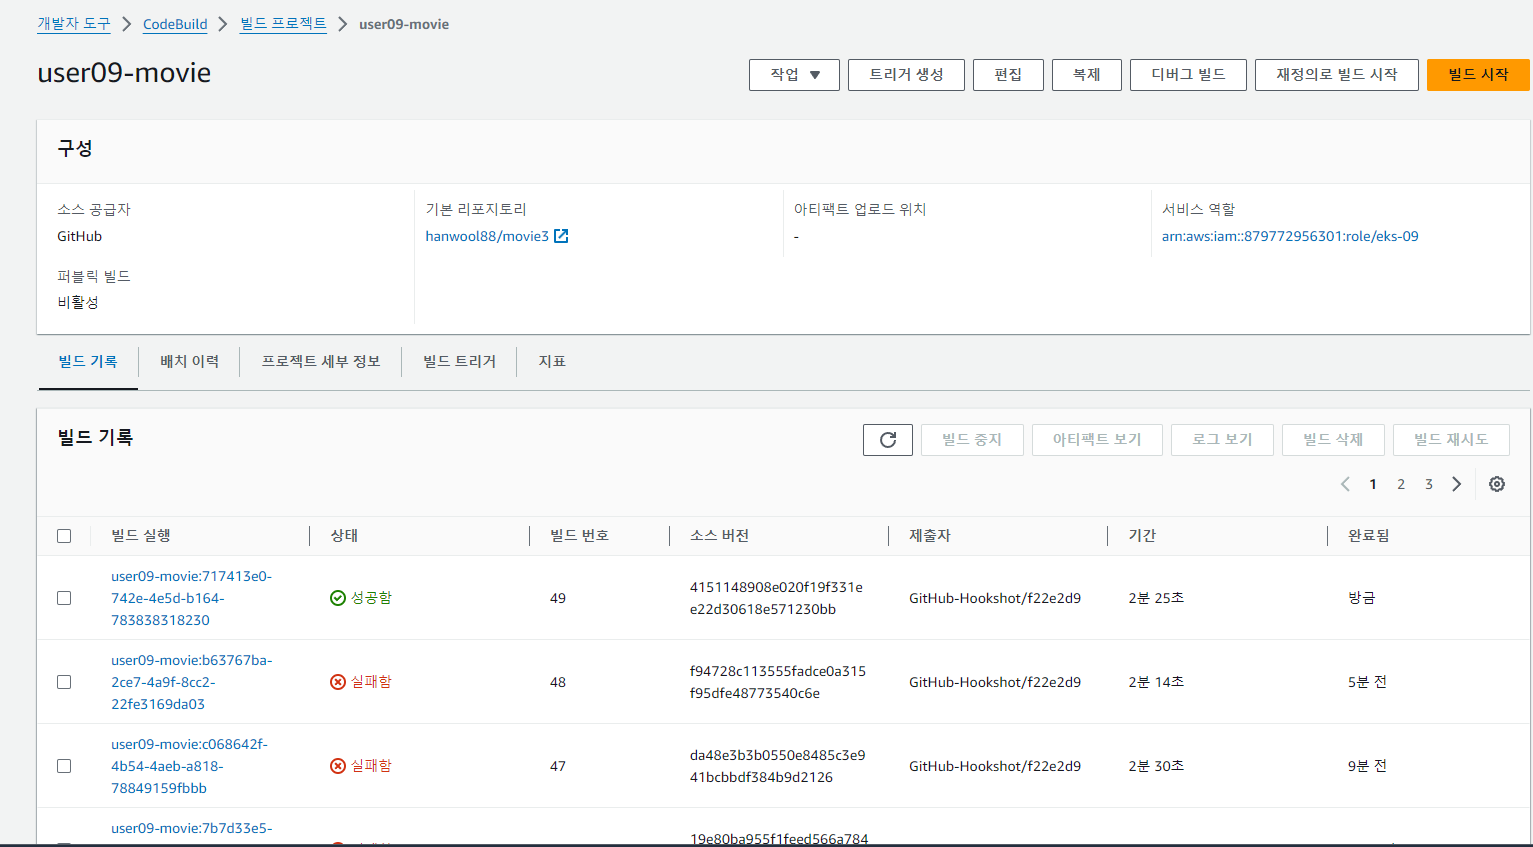 개발자 도구 > CodeBuild > 빌드 프로젝트 > user09-movie
user09-movie
작업 ▼ 트리거 생성 편집 복제 디버그 빌드 재정의로 빌드 시작 빌드 시작
구성
소스 공급자
GitHub
퍼블릭 빌드
비활성
기본 리포지토리
hanwool88/movie3
아티팩트 업로드 위치
-
서비스 역할
arn:aws:iam::879772956301:role/eks-09
빌드 기록 배치 이력 프로젝트 세부 정보 빌드 트리거 지표
빌드 기록
빌드 중지 아티팩트 보기 로그 보기 빌드 삭제 빌드 재시도
< 1 2 3 >
빌드 실행 상태 빌드 번호 소스 버전 제출자 기간 완료됨
user09-movie:717413e0-
742e-4e5d-b164-
783838318230
성공함
49
4151148908e020f19f331e
e22d30618e571230bb
GitHub-Hookshot/f22e2d9
2분 25초
방금
user09-movie:b63767ba-
2ce7-4a9f-8cc2-
22fe3169da03
실패함
48
f94728c113555fadce0a315
f95dfe48773540c6e
GitHub-Hookshot/f22e2d9
2분 14초
5분 전
user09-movie:c068642f-
4b54-4aeb-a818-
78849159fbbb
실패함
47
da48e3b3b0550e8485c3e9
41bcbbdf384b9d2126
GitHub-Hookshot/f22e2d9
2분 30초
9분 전
user09-movie:7b7d33e5-
19e80ba955f1feed566a784